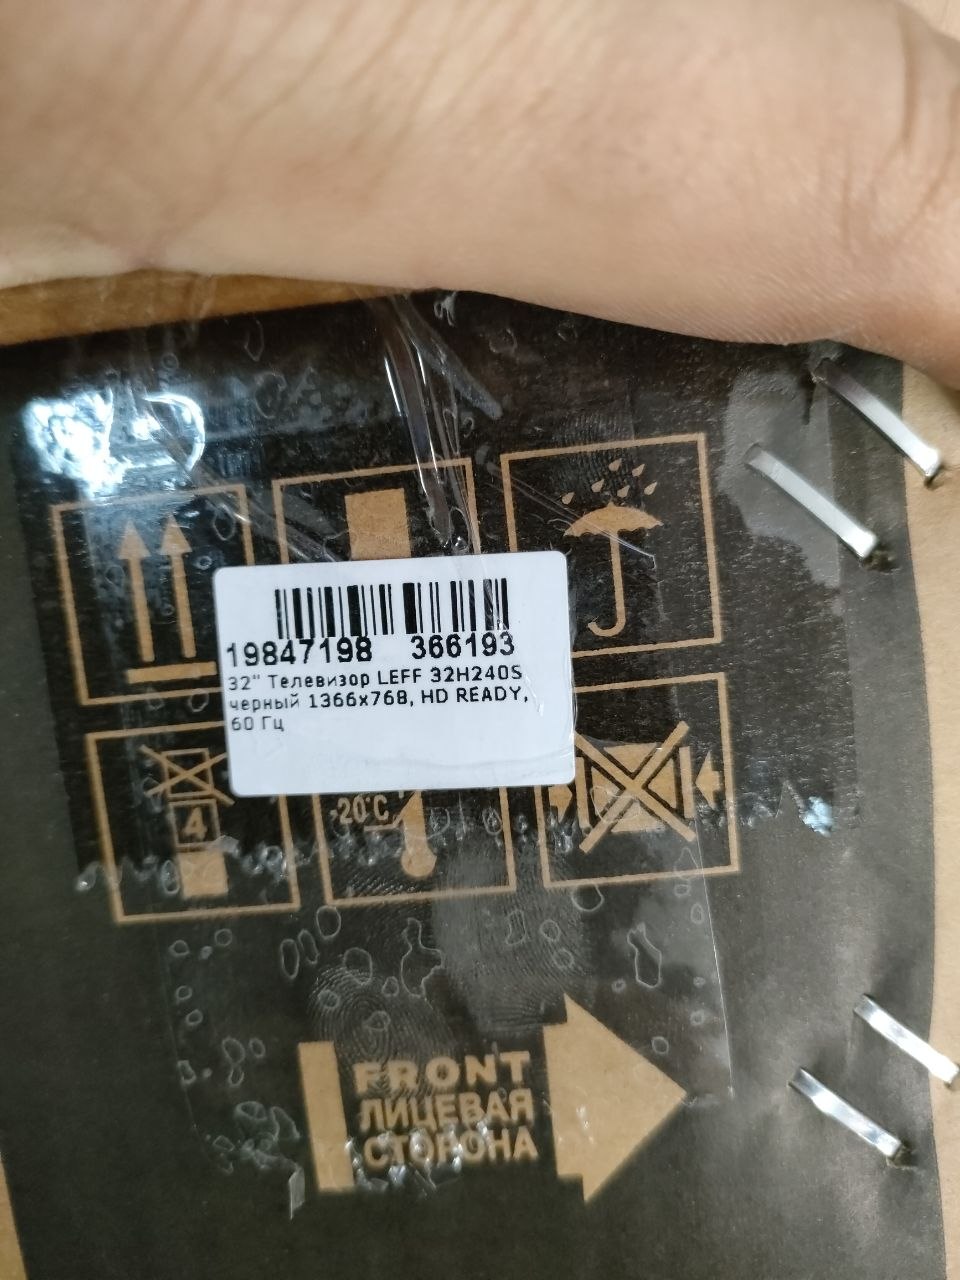 19847198 366193
32" Телевизор LEFF 32H240S
черный 1366x768, HD READY,
60 Гц
4
-20°C
FRONT
ЛИЦЕВАЯ
СТОРОНА